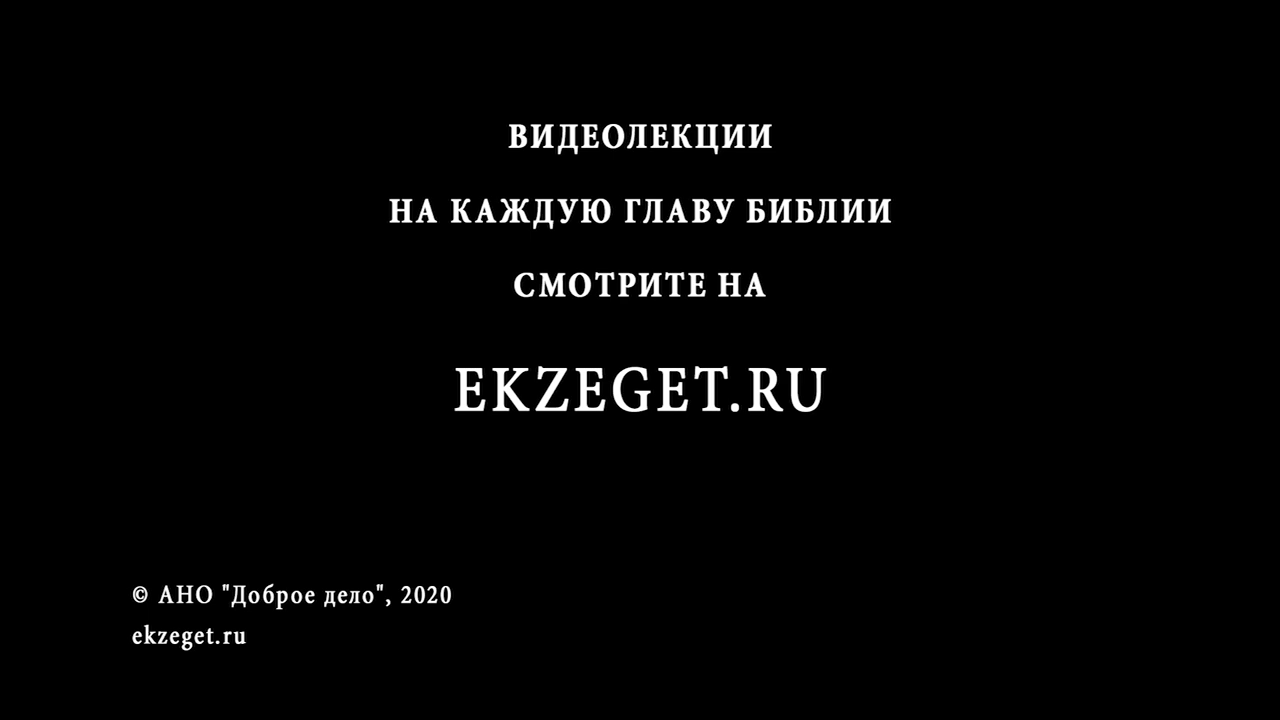 ВИДЕОЛЕКЦИИ
НА КАЖДУЮ ГЛАВУ БИБЛИИ
СМОТРИТЕ НА
EKZEGET.RU
© АНО "Доброе дело", 2020
ekzeget.ru